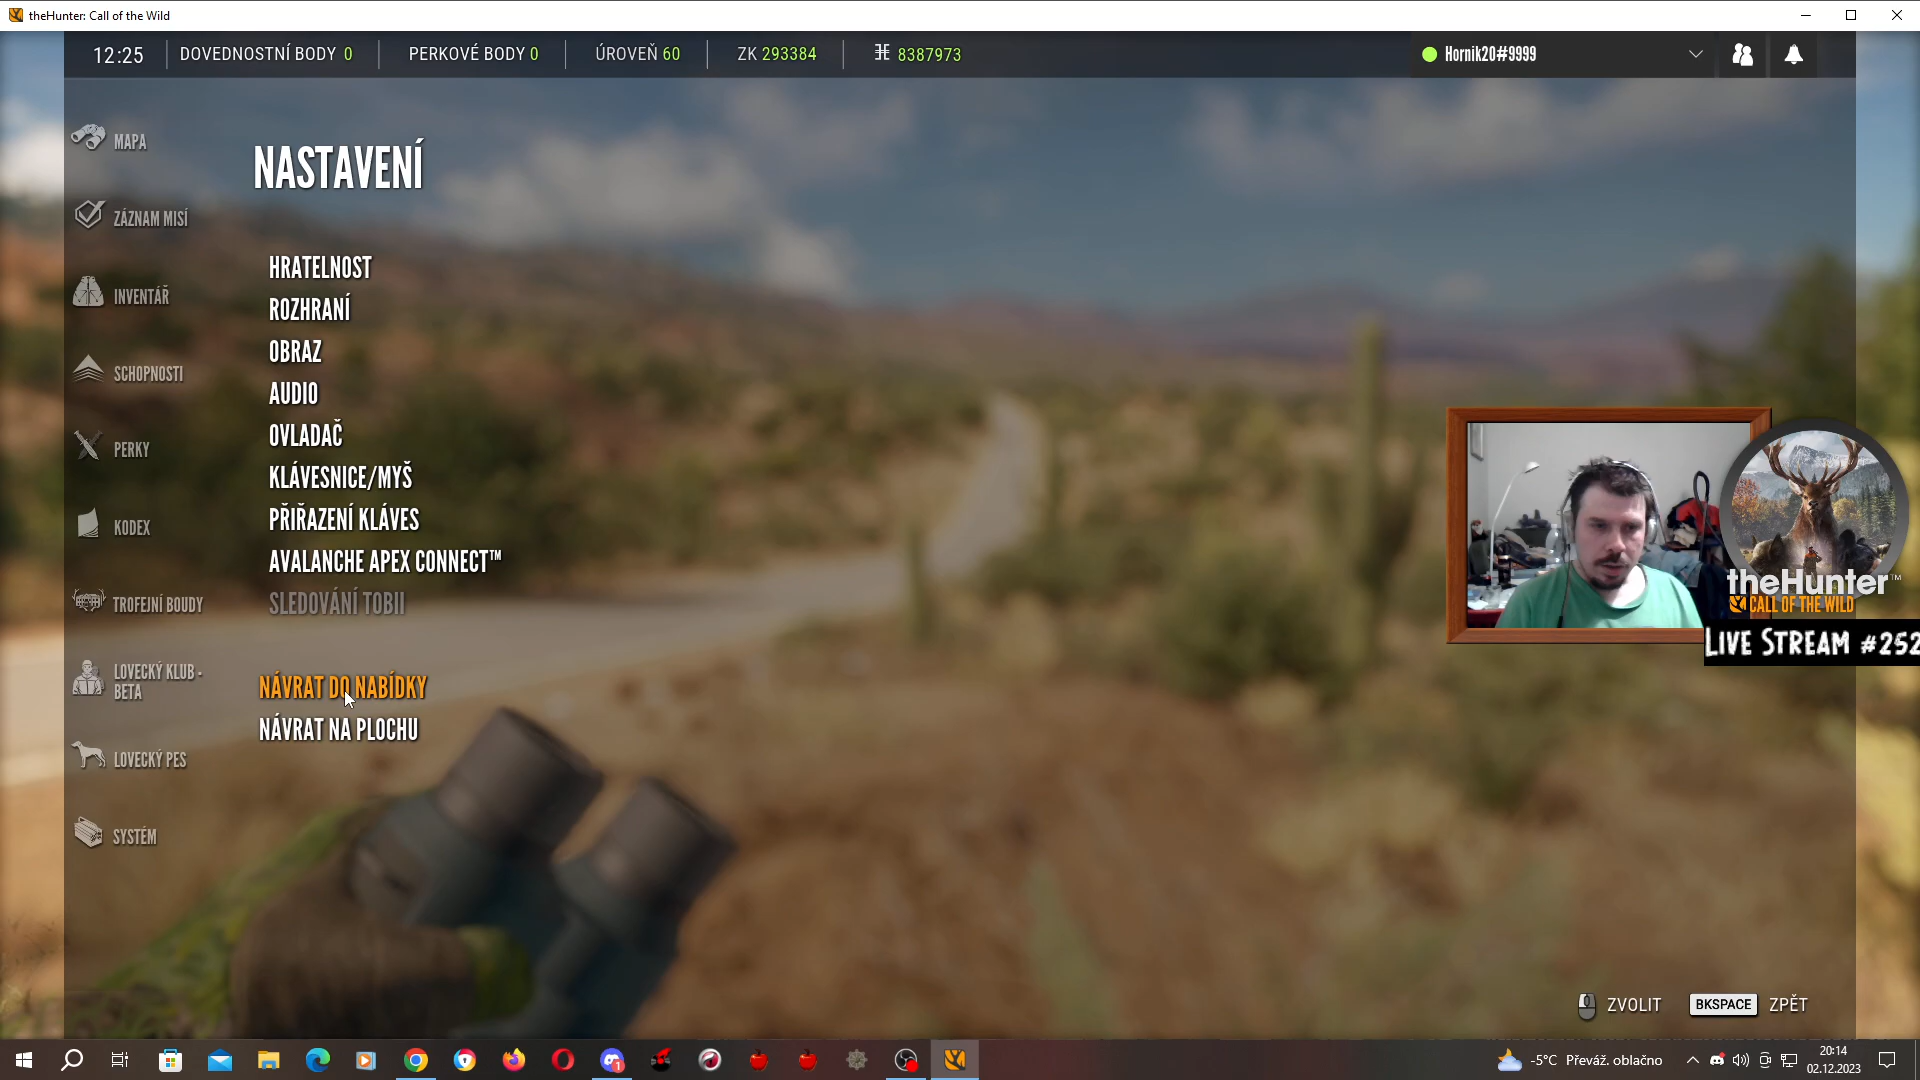 theHunter: Call of the Wild
12:25 DOVEDNOSTNÍ BODY 0 PERKOVÉ BODY 0 ÚROVEŇ 60 ZK 293384 8387973 Hornik20#9999
MAPA
ZÁZNAM MISÍ
INVENTÁŘ
SCHOPNOSTI
PERKY
KODEX
TROFEJNÍ BOUDY
LOVECKÝ KLUB -
BETA
LOVECKÝ PES
SYSTÉM
NASTAVENÍ
HRATELNOST
ROZHRANÍ
OBRAZ
AUDIO
OVLADAČ
KLÁVESNICE/MYŠ
PŘIŘAZENÍ KLÁVES
AVALANCHE APEX CONNECT™
SLEDOVÁNÍ TOBII
NÁVRAT DO NABÍDKY
NÁVRAT NA PLOCHU
theHunter™
CALL OF THE WILD
LIVE STREAM #252
ZVOLIT BKSPACE ZPĚT
1
-5°C Převáž. oblačno
20:14
02.12.2023